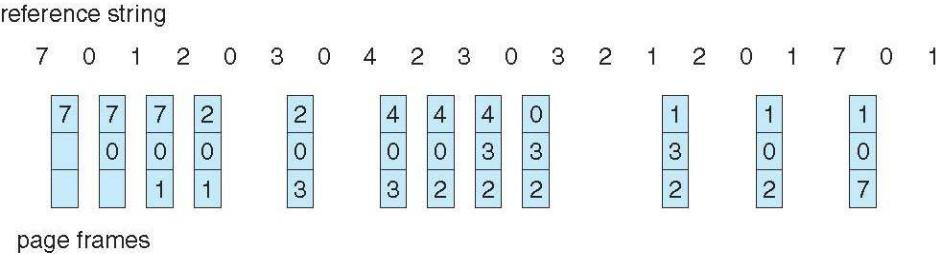 reference string
7 0 1 2 0 3 0 4 2 3 0 3 2 1 2 0 1 7 0 1
7 7 7 2 2 4 4 4 0 1 1 1
0 0 0 0 0 0 3 3 3 0 0
1 1 3 3 2 2 2 2 2 7
page frames